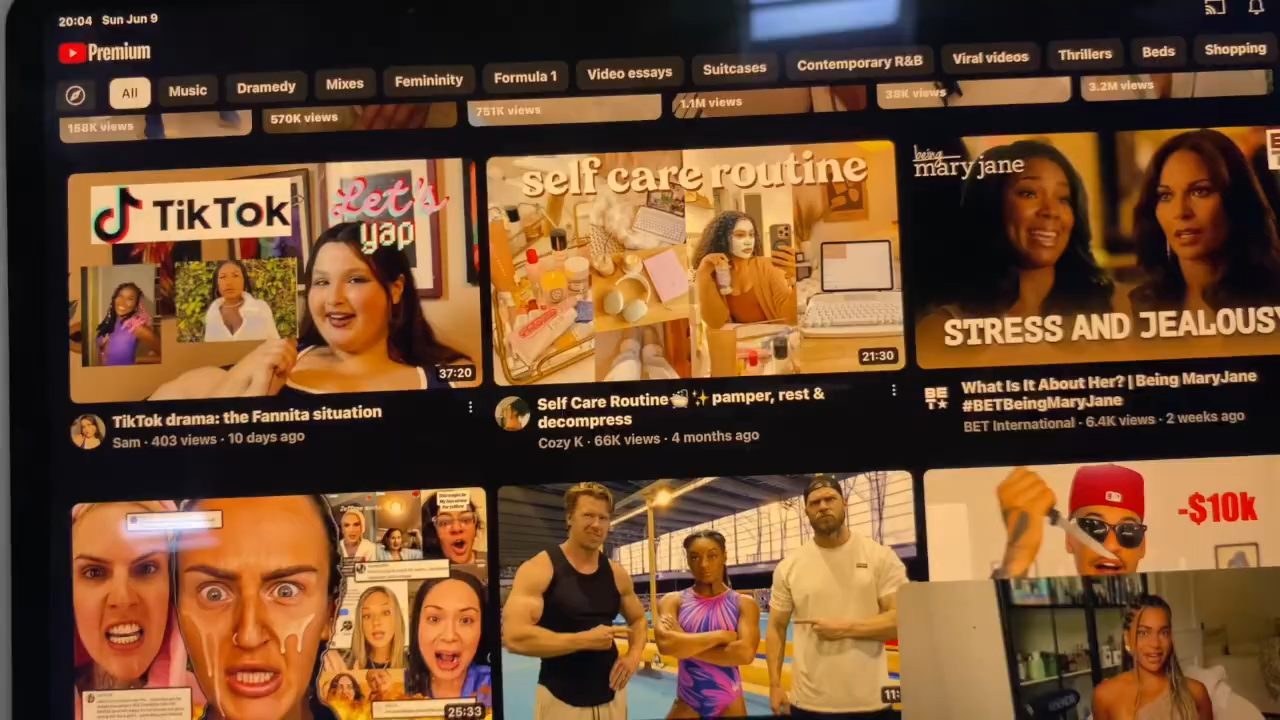 20:04 Sun Jun 9
Premium
All
Music
Dramedy
Mixes
Femininity
Formula 1
Video essays
Suitcases
Contemporary R&B
Viral videos
Thrillers
Beds
Shopping
168K views
570K views
751K views
1.1M views
38K views
3.2M views
TikTok
Let's
yap
37:20
self care routine
21:30
being
mary jane
STRESS AND JEALOUSY
TikTok drama: the Fannita situation
Sam · 403 views · 10 days ago
Self Care Routine🛁✨ pamper, rest &
decompress
Cozy K · 66K views · 4 months ago
BE
T★
What Is It About Her? | Being MaryJane
#BETBeingMaryJane
BET International · 6.4K views · 2 weeks ago
25:33
11:
-$10k